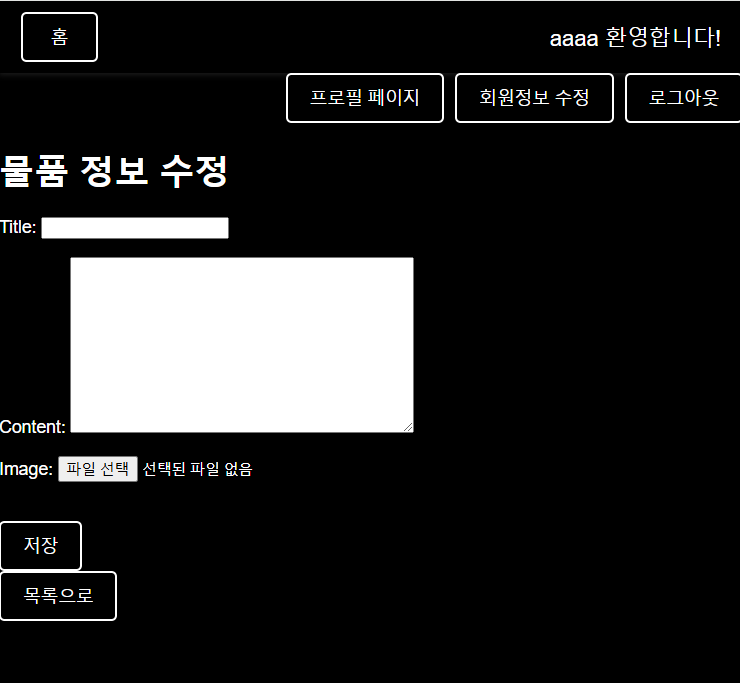 홈
aaaa 환영합니다!
프로필 페이지 회원정보 수정 로그아웃
물품 정보 수정
Title:
Content:
Image: 파일 선택 선택된 파일 없음
저장
목록으로